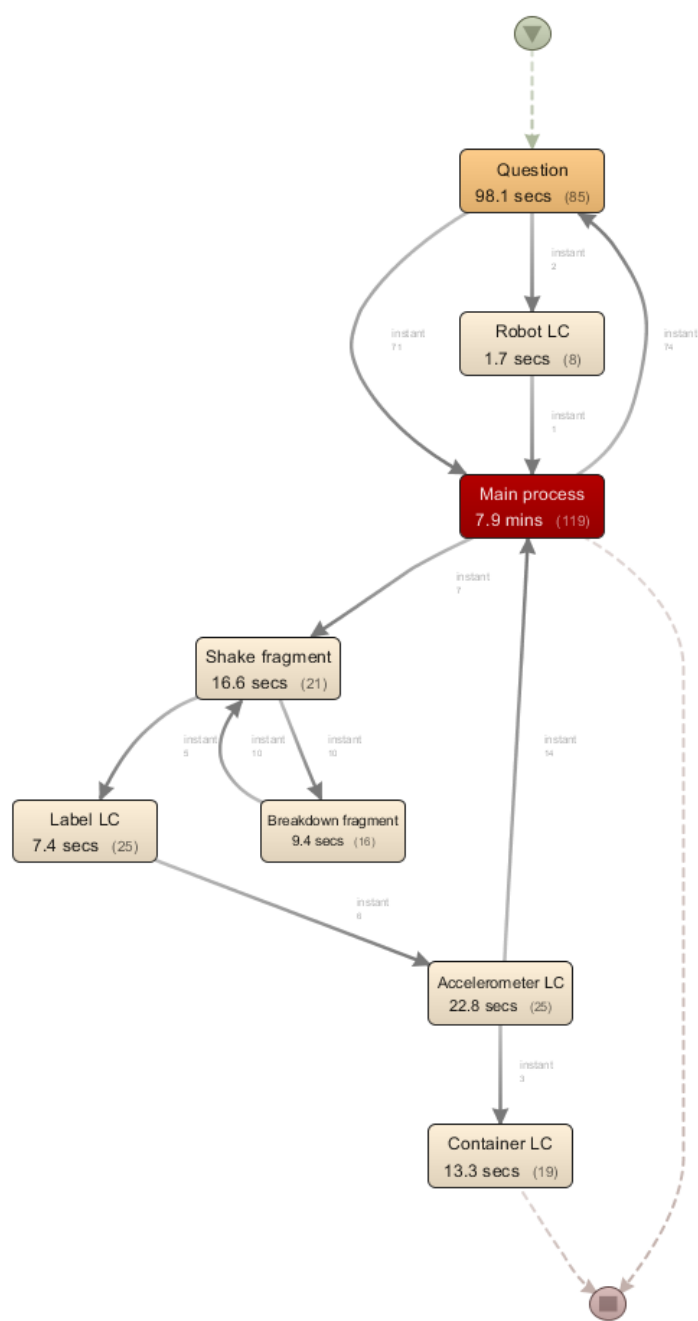 Question
98.1 secs (85)
instant
2
Robot LC
1.7 secs (8)
instant
71
instant
74
instant
1
Main process
7.9 mins (119)
instant
7
Shake fragment
16.6 secs (21)
instant
5
instant
10
instant
10
instant
14
Label LC
7.4 secs (25)
Breakdown fragment
9.4 secs (16)
instant
6
Accelerometer LC
22.8 secs (25)
instant
3
Container LC
13.3 secs (19)